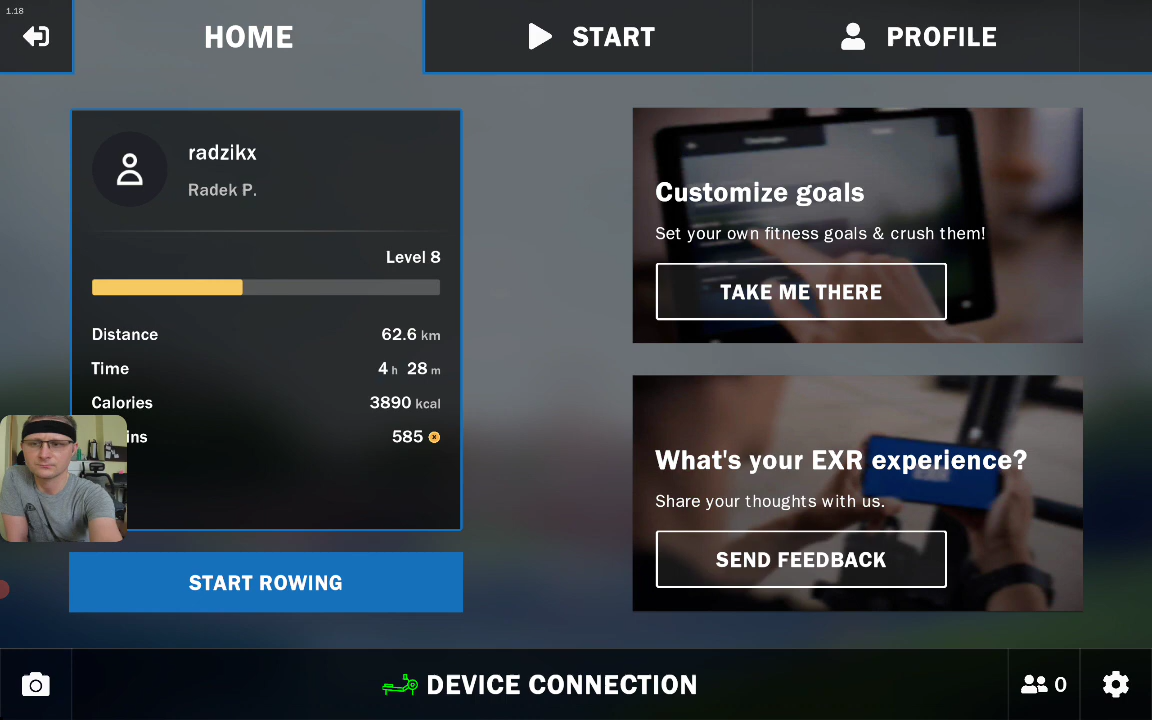 1.18
HOME
START
PROFILE
radzikx
Radek P.
Level 8
Distance 62.6 km
Time 4 h 28 m
Calories 3890 kcal
ins 585
START ROWING
Customize goals
Set your own fitness goals & crush them!
TAKE ME THERE
What's your EXR experience?
Share your thoughts with us.
SEND FEEDBACK
DEVICE CONNECTION
0